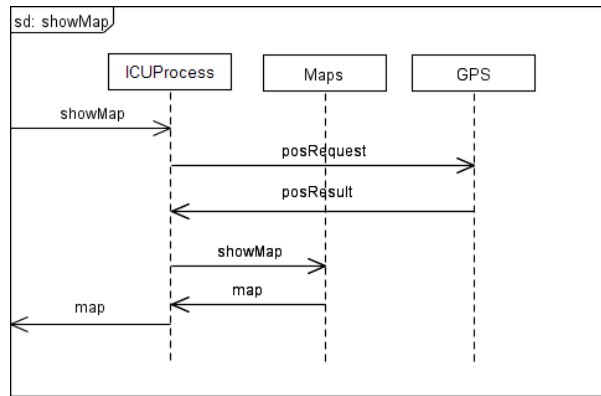 sd: showMap
ICUProcess
Maps
GPS
showMap
posRequest
posResult
showMap
map
map